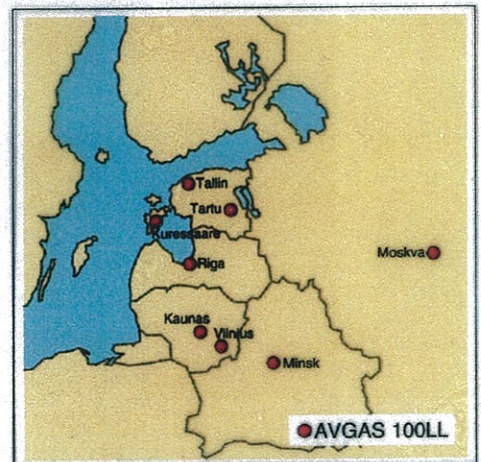 Tallin
Tartu
Kuressaare
Riga
Moskva
Kaunas
Vilnius
Minsk
AVGAS 100LL